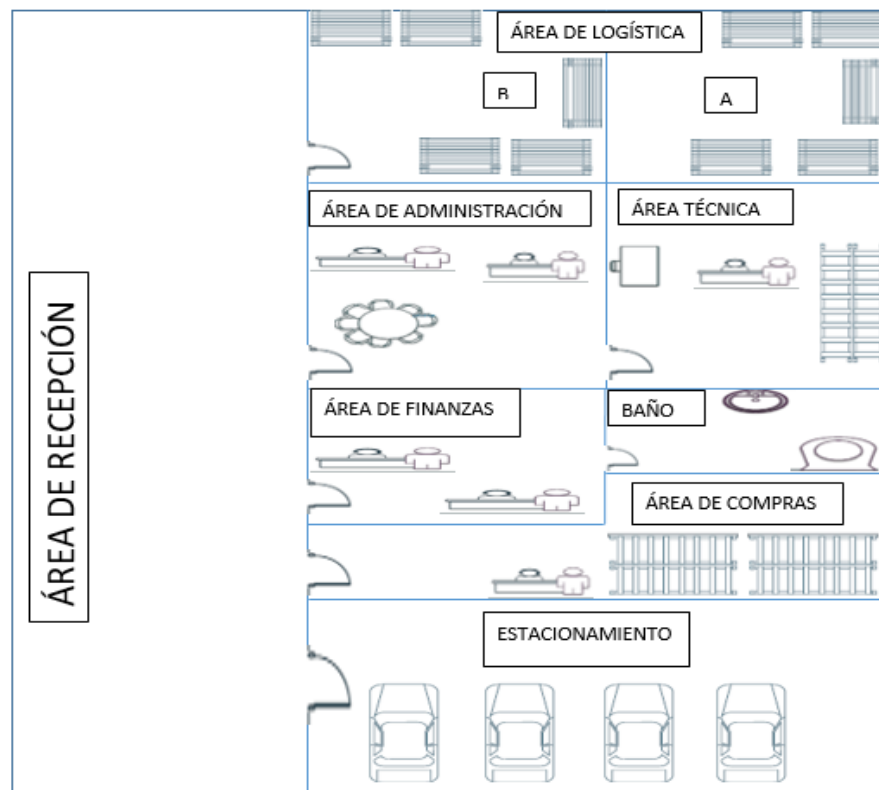 ÁREA DE LOGÍSTICA
B
A
ÁREA DE ADMINISTRACIÓN
ÁREA TÉCNICA
ÁREA DE RECEPCIÓN
ÁREA DE FINANZAS
BAÑO
ÁREA DE COMPRAS
ESTACIONAMIENTO